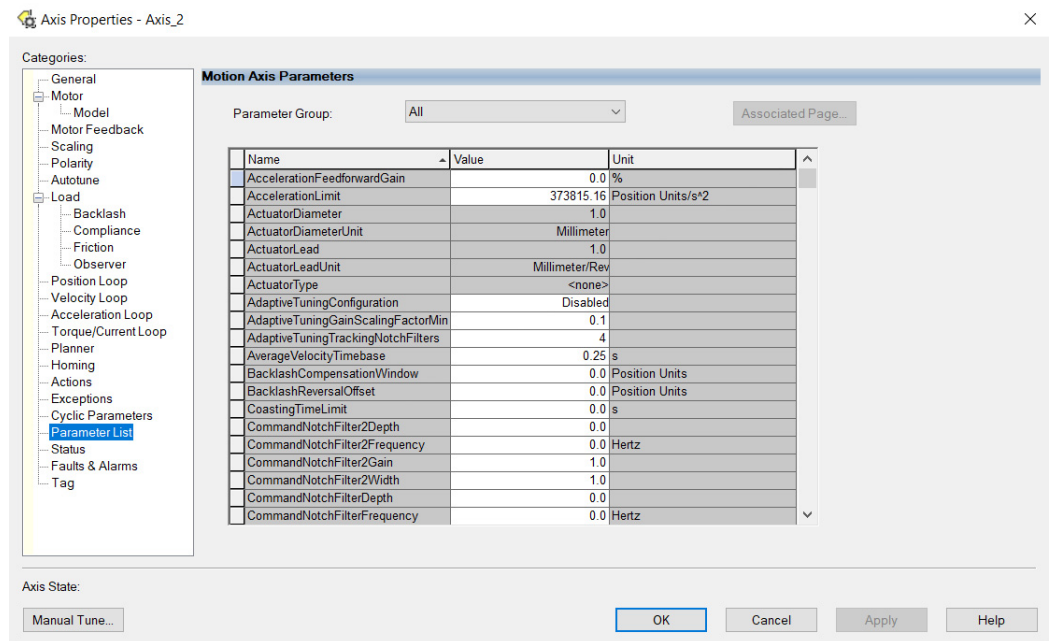 Axis Properties - Axis_2
Categories:
General
Motor
Model
Motor Feedback
Scaling
Polarity
Autotune
Load
Backlash
Compliance
Friction
Observer
Position Loop
Velocity Loop
Acceleration Loop
Torque/Current Loop
Planner
Homing
Actions
Exceptions
Cyclic Parameters
Parameter List
Status
Faults & Alarms
Tag
Motion Axis Parameters
Parameter Group: All Associated Page...
Name Value Unit
AccelerationFeedforwardGain 0.0 %
AccelerationLimit 373815.16 Position Units/s^2
ActuatorDiameter 1.0
ActuatorDiameterUnit Millimeter
ActuatorLead 1.0
ActuatorLeadUnit Millimeter/Rev
ActuatorType <none>
AdaptiveTuningConfiguration Disabled
AdaptiveTuningGainScalingFactorMin 0.1
AdaptiveTuningTrackingNotchFilters 4
AverageVelocityTimebase 0.25 s
BacklashCompensationWindow 0.0 Position Units
BacklashReversalOffset 0.0 Position Units
CoastingTimeLimit 0.0 s
CommandNotchFilter2Depth 0.0
CommandNotchFilter2Frequency 0.0 Hertz
CommandNotchFilter2Gain 1.0
CommandNotchFilter2Width 1.0
CommandNotchFilterDepth 0.0
CommandNotchFilterFrequency 0.0 Hertz
Axis State:
Manual Tune... OK Cancel Apply Help